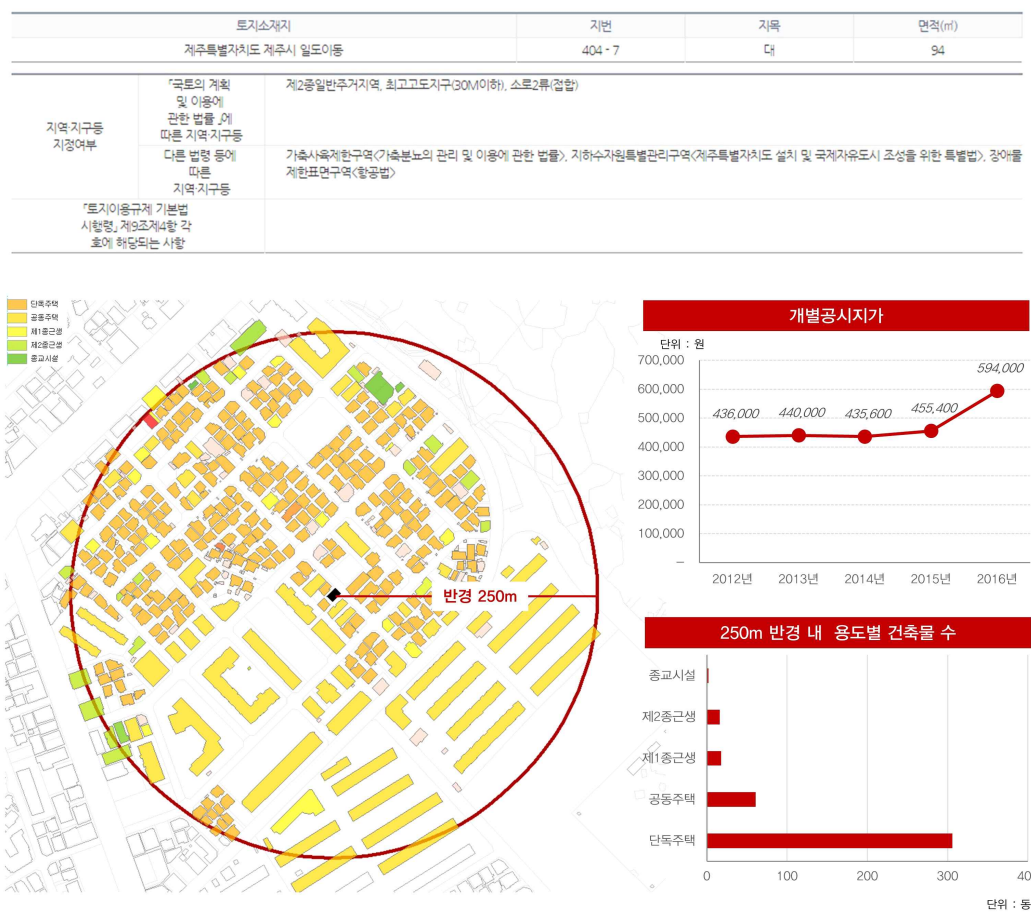 토지소재지 지번 지목 면적(㎡)
제주특별자치도 제주시 일도이동 404 - 7 대 94
지역·지구등
지정여부
「국토의 계획
및 이용에
관한 법률 」에
따른 지역·지구등
제2종일반주거지역, 최고고도지구(30M이하), 소로2류(접합)
다른 법령 등에
따른
지역·지구등
가축사육제한구역<가축분뇨의 관리 및 이용에 관한 법률>, 지하수자원특별관리구역<제주특별자치도 설치 및 국제자유도시 조성을 위한 특별법>, 장애물
제한표면구역<항공법>
「토지이용규제 기본법
시행령」 제9조제4항 각
호에 해당되는 사항
단독주택
공동주택
제1종근생
제2종근생
종교시설
반경 250m
개별공시지가
단위 : 원
700,000
600,000
500,000
400,000
300,000
200,000
100,000
–
436,000 440,000 435,600 455,400 594,000
2012년 2013년 2014년 2015년 2016년
250m 반경 내 용도별 건축물 수
종교시설
제2종근생
제1종근생
공동주택
단독주택
0 100 200 300 40
단위 : 동